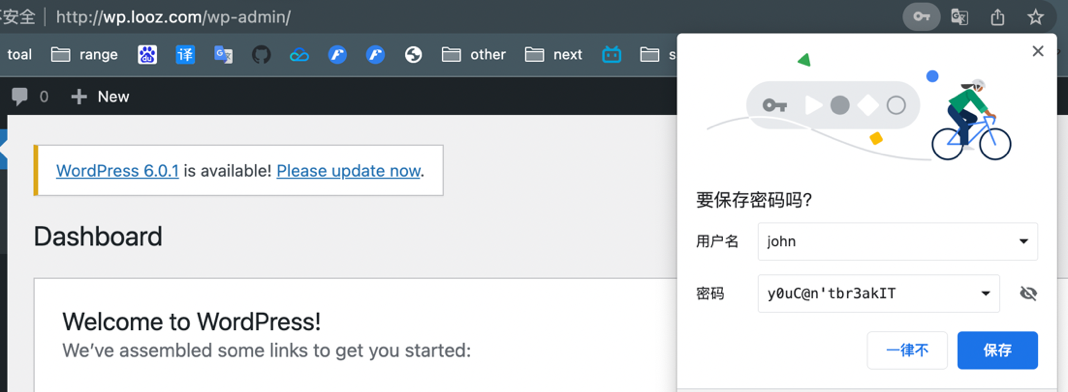 不安全 http://wp.looz.com/wp-admin/
toal range du 译 G other next s
0 + New
WordPress 6.0.1 is available! Please update now.
Dashboard
Welcome to WordPress!
We've assembled some links to get you started:
要保存密码吗?
用户名 john
密码 y0uC@n'tbr3akIT
一律不 保存